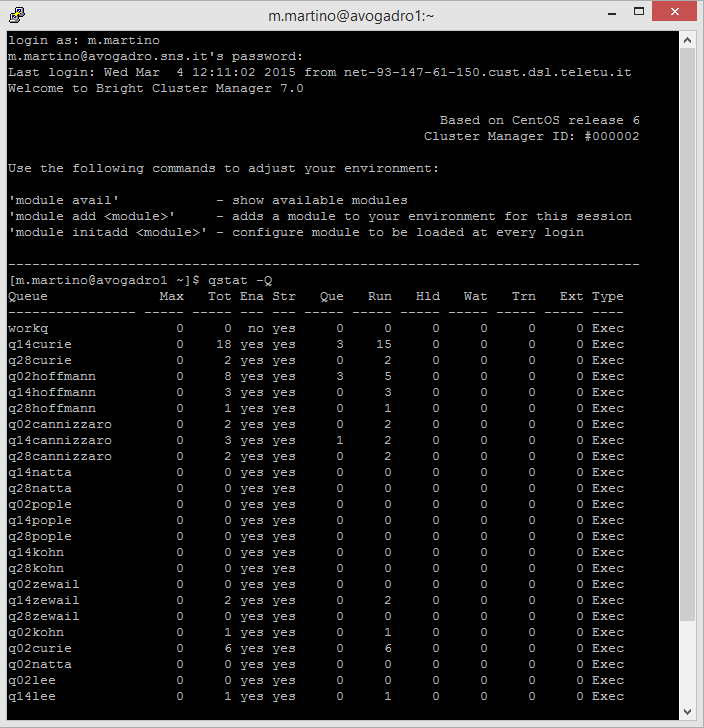 m.martino@avogadro1:~
login as: m.martino
m.martino@avogadro.sns.it's password:
Last login: Wed Mar  4 12:11:02 2015 from net-93-147-61-150.cust.dsl.teletu.it
Welcome to Bright Cluster Manager 7.0
Based on CentOS release 6
Cluster Manager ID: #000002
Use the following commands to adjust your environment:
'module avail'            - show available modules
'module add <module>'     - adds a module to your environment for this session
'module initadd <module>' - configure module to be loaded at every login
-------------------------------------------------------------------------------
[m.martino@avogadro1 ~]$ qstat -Q
Queue              Max   Tot Ena Str   Que   Run   Hld   Wat   Trn   Ext Type
---------------- ----- ----- --- --- ----- ----- ----- ----- ----- ----- ----
workq                0     0  no yes     0     0     0     0     0     0 Exec
q14curie             0    18 yes yes     3    15     0     0     0     0 Exec
q28curie             0     2 yes yes     0     2     0     0     0     0 Exec
q02hoffmann          0     8 yes yes     3     5     0     0     0     0 Exec
q14hoffmann          0     3 yes yes     0     3     0     0     0     0 Exec
q28hoffmann          0     1 yes yes     0     1     0     0     0     0 Exec
q02cannizzaro        0     2 yes yes     0     2     0     0     0     0 Exec
q14cannizzaro        0     3 yes yes     1     2     0     0     0     0 Exec
q28cannizzaro        0     2 yes yes     0     2     0     0     0     0 Exec
q14natta             0     0 yes yes     0     0     0     0     0     0 Exec
q28natta             0     0 yes yes     0     0     0     0     0     0 Exec
q02pople             0     0 yes yes     0     0     0     0     0     0 Exec
q14pople             0     0 yes yes     0     0     0     0     0     0 Exec
q28pople             0     0 yes yes     0     0     0     0     0     0 Exec
q14kohn              0     0 yes yes     0     0     0     0     0     0 Exec
q28kohn              0     0 yes yes     0     0     0     0     0     0 Exec
q02zewail            0     0 yes yes     0     0     0     0     0     0 Exec
q14zewail            0     2 yes yes     0     2     0     0     0     0 Exec
q28zewail            0     0 yes yes     0     0     0     0     0     0 Exec
q02kohn              0     1 yes yes     0     1     0     0     0     0 Exec
q02curie             0     6 yes yes     0     6     0     0     0     0 Exec
q02natta             0     0 yes yes     0     0     0     0     0     0 Exec
q02lee               0     0 yes yes     0     0     0     0     0     0 Exec
q14lee               0     1 yes yes     0     1     0     0     0     0 Exec